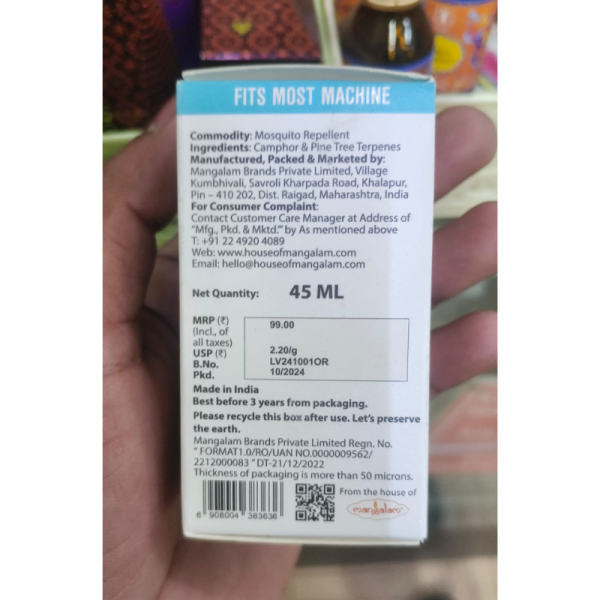 FITS MOST MACHINE
Commodity: Mosquito Repellent
Ingredients: Camphor & Pine Tree Terpenes
Manufactured, Packed & Marketed by:
Mangalam Brands Private Limited, Village
Kumbhivali, Savroli Kharpada Road, Khalapur,
Pin – 410 202, Dist. Raigad, Maharashtra, India
For Consumer Complaint:
Contact Customer Care Manager at Address of
"Mfg., Pkd. & Mktd." by As mentioned above
T: +91 22 4920 4089
Web: www.houseofmangalam.com
Email: hello@houseofmangalam.com
Net Quantity: 45 ML
MRP (₹) 99.00
(Incl., of
all taxes)
USP (₹) 2.20/g
B.No. LV241001OR
Pkd. 10/2024
Made in India
Best before 3 years from packaging.
Please recycle this box after use. Let's preserve
the earth.
Mangalam Brands Private Limited Regn. No.
"FORMAT1.0/RO/UAN NO.0000009562/
2212000083 "DT-21/12/2022
Thickness of packaging is more than 50 microns.
From the house of
mangalam
8 908004 383636